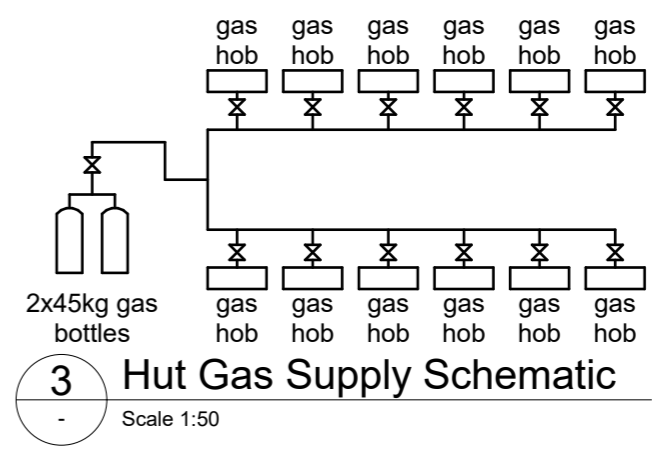 gas gas gas gas gas gas
hob hob hob hob hob hob
2x45kg gas
bottles
gas gas gas gas gas gas
hob hob hob hob hob hob
3
-
Hut Gas Supply Schematic
Scale 1:50